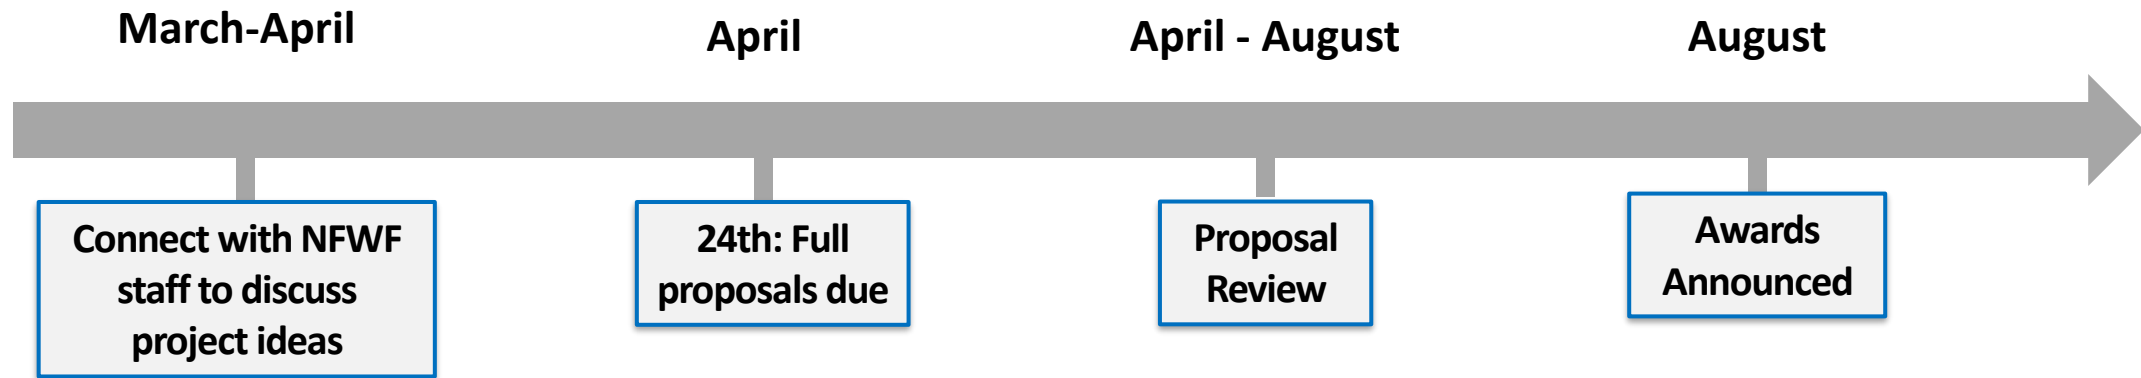 March-April
April
April - August
August
Connect with NFWF
staff to discuss
project ideas
24th: Full
proposals due
Proposal
Review
Awards
Announced